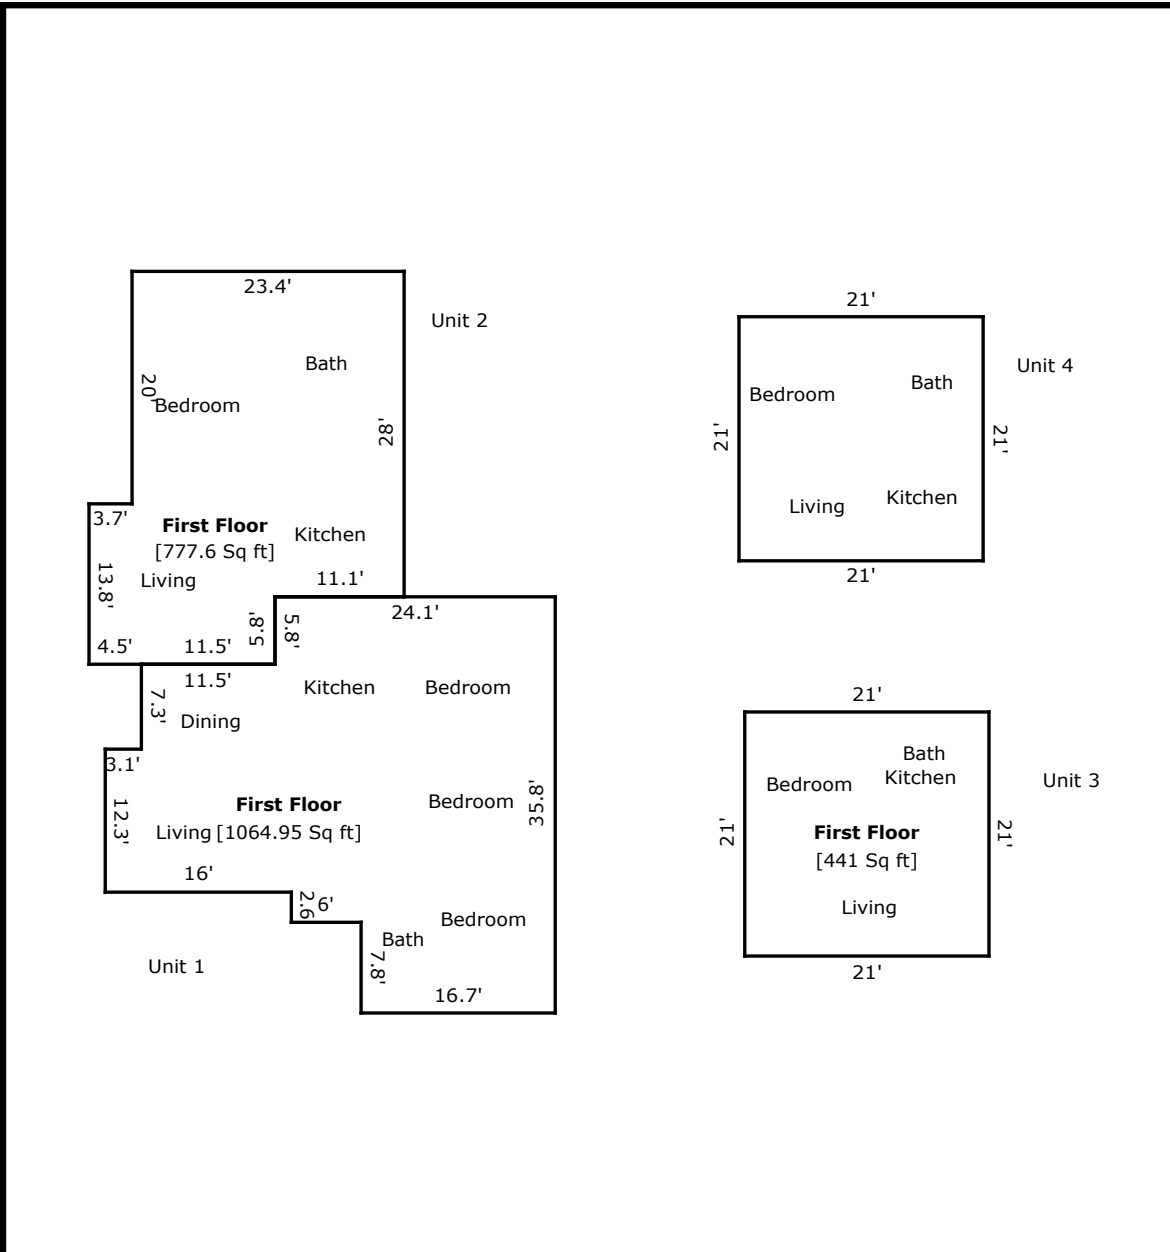 23.4'
Unit 2
Bath
20'
Bedroom
28'
3.7'
First Floor
[777.6 Sq ft]
Kitchen
13.8'
Living
11.1'
4.5'
11.5'
5.8'
5.8'
24.1'
11.5'
7.3'
Dining
Kitchen
Bedroom
3.1'
12.3'
First Floor
Living [1064.95 Sq ft]
Bedroom
35.8'
16'
2.6
6'
Bedroom
Bath
7.8'
16.7'
Unit 1
21'
Unit 4
Bedroom
Bath
21'
21'
Living
Kitchen
21'
21'
Bath
Bedroom
Kitchen
Unit 3
21'
First Floor
21'
[441 Sq ft]
Living
21'